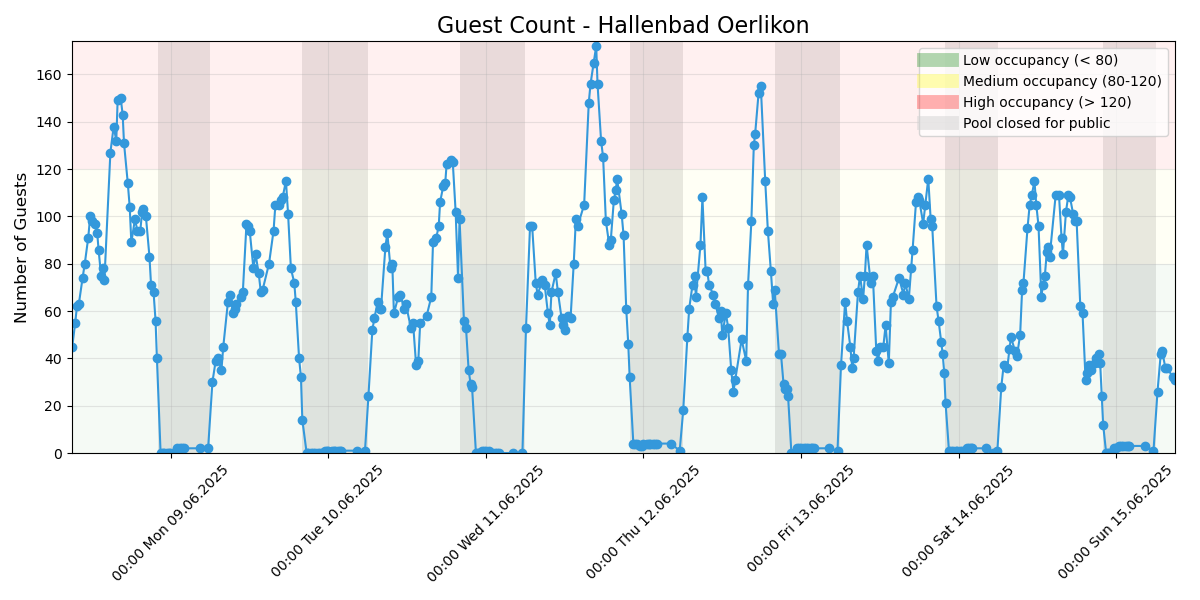 Guest Count - Hallenbad Oerlikon
Low occupancy (< 80)
Medium occupancy (80-120)
High occupancy (> 120)
Pool closed for public
Number of Guests
160
140
120
100
80
60
40
20
0
00:00 Mon 09.06.2025
00:00 Tue 10.06.2025
00:00 Wed 11.06.2025
00:00 Thu 12.06.2025
00:00 Fri 13.06.2025
00:00 Sat 14.06.2025
00:00 Sun 15.06.2025